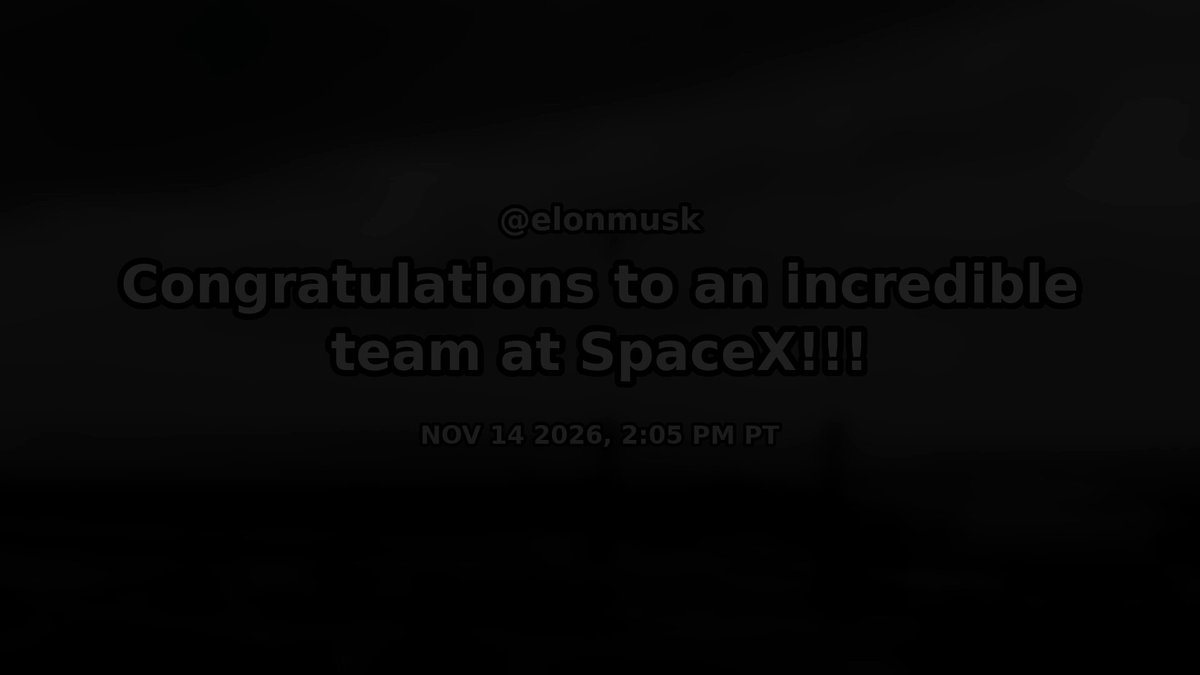 @elonmusk
Congratulations to an incredible
team at SpaceX!!!
NOV 14 2026, 2:05 PM PT